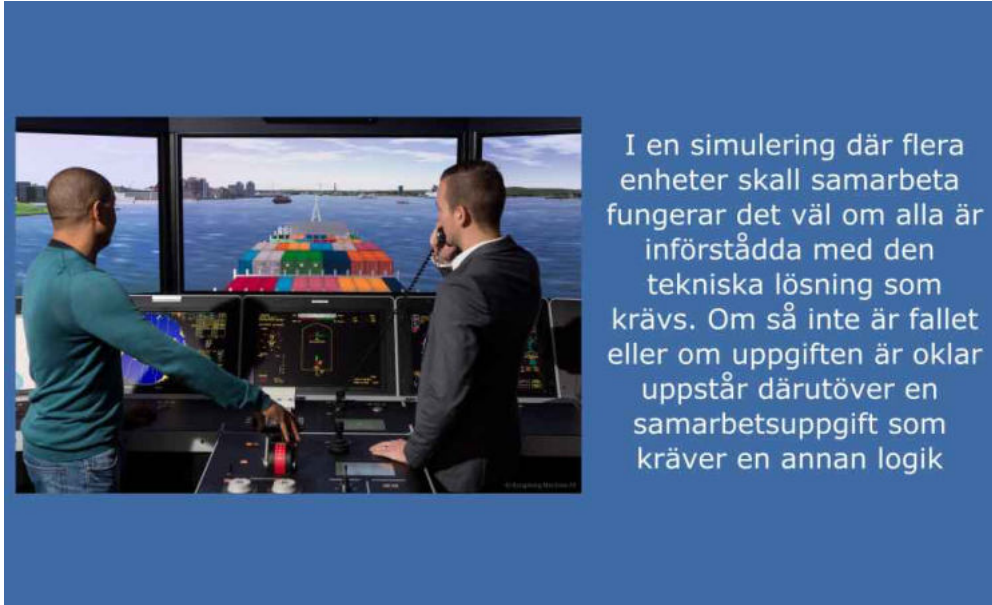 I en simulering där flera
enheter skall samarbeta
fungerar det väl om alla är
införstådda med den
tekniska lösning som
krävs. Om så inte är fallet
eller om uppgiften är oklar
uppstår därutöver en
samarbetsuppgift som
kräver en annan logik